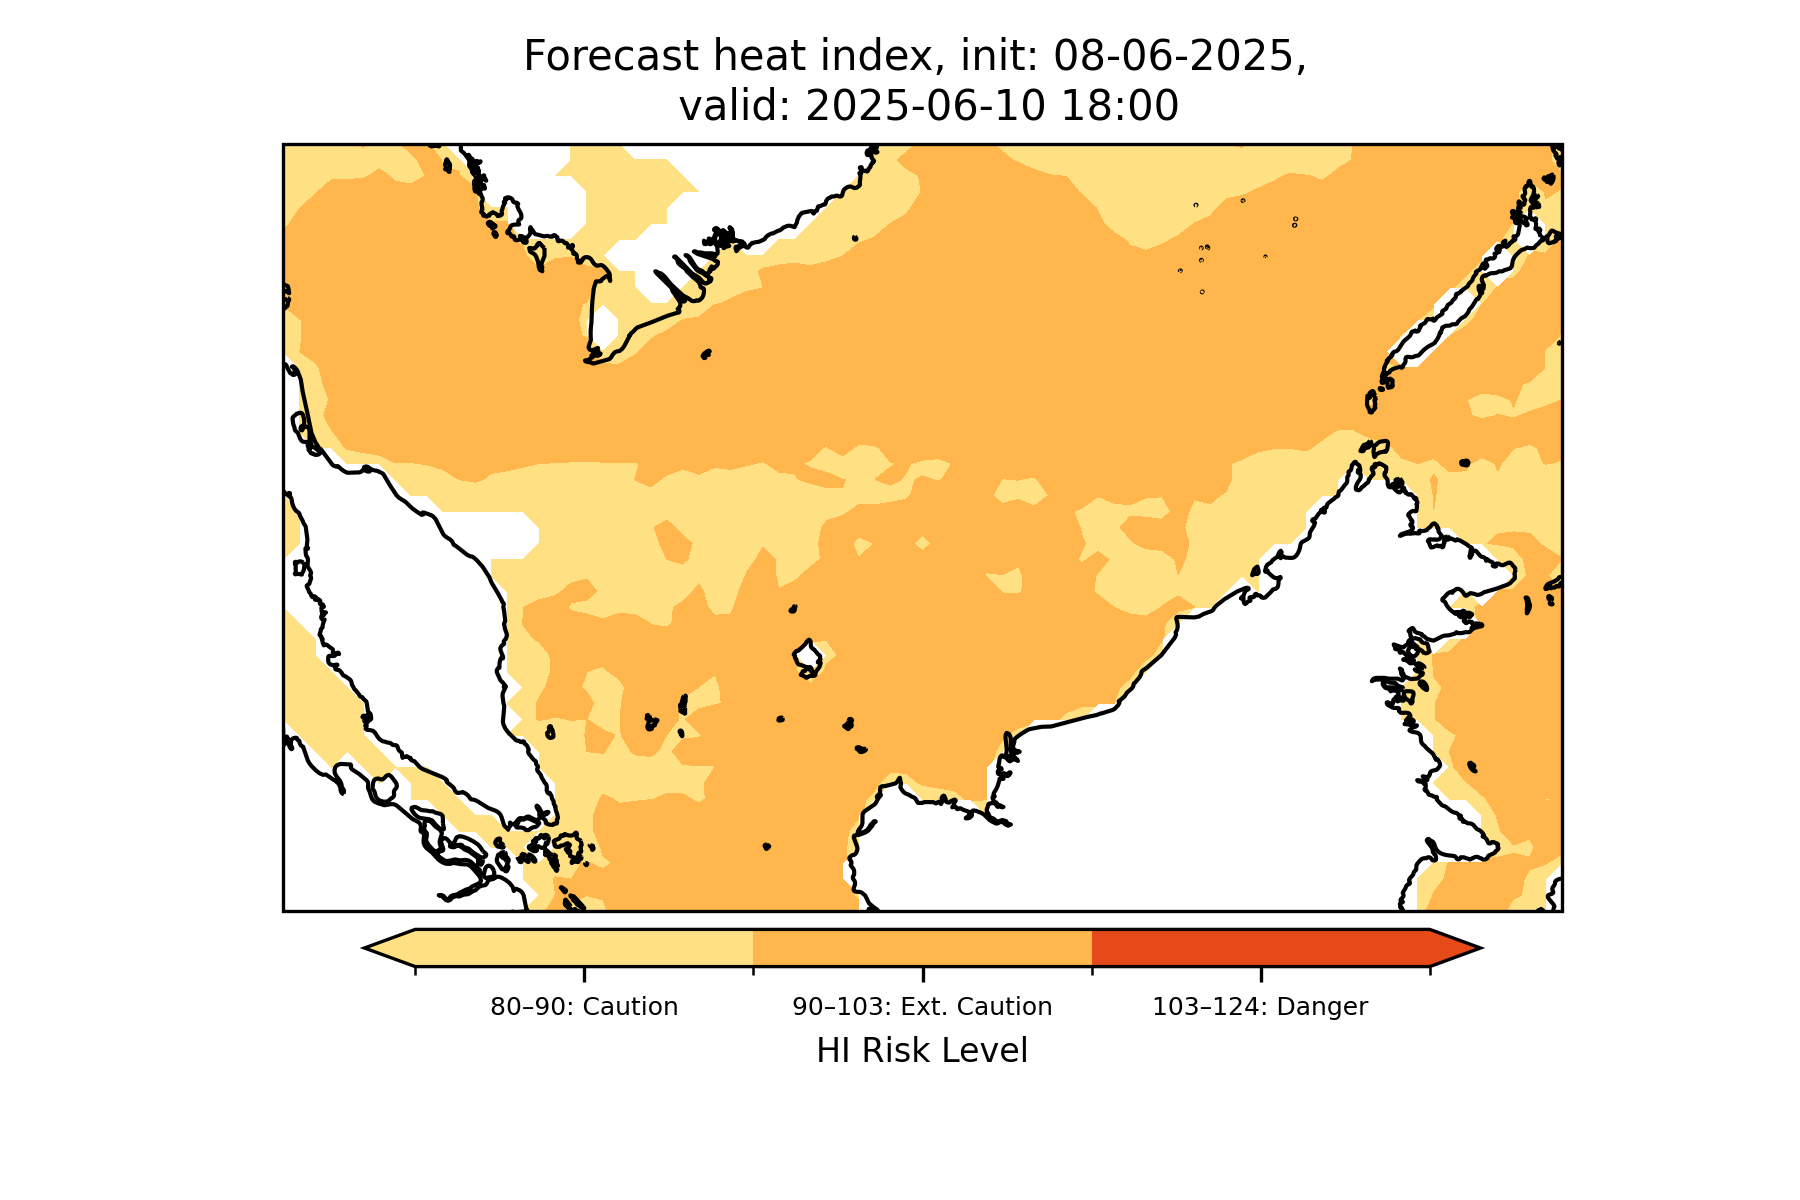 Forecast heat index, init: 08-06-2025,
valid: 2025-06-10 18:00
80–90: Caution
90–103: Ext. Caution
103–124: Danger
HI Risk Level